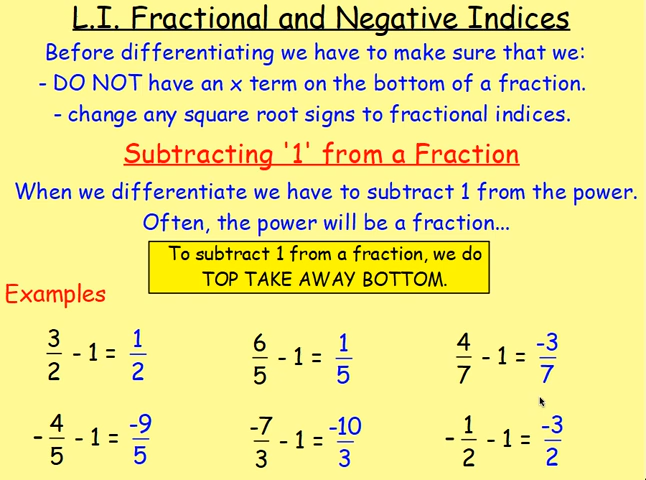 L.I. Fractional and Negative Indices
Before differentiating we have to make sure that we:
- DO NOT have an x term on the bottom of a fraction.
- change any square root signs to fractional indices.
Subtracting '1' from a Fraction
When we differentiate we have to subtract 1 from the power.
Often, the power will be a fraction...
To subtract 1 from a fraction, we do
TOP TAKE AWAY BOTTOM.
Examples
3/2 - 1 = 1/2
6/5 - 1 = 1/5
4/7 - 1 = -3/7
-4/5 - 1 = -9/5
-7/3 - 1 = -10/3
-1/2 - 1 = -3/2